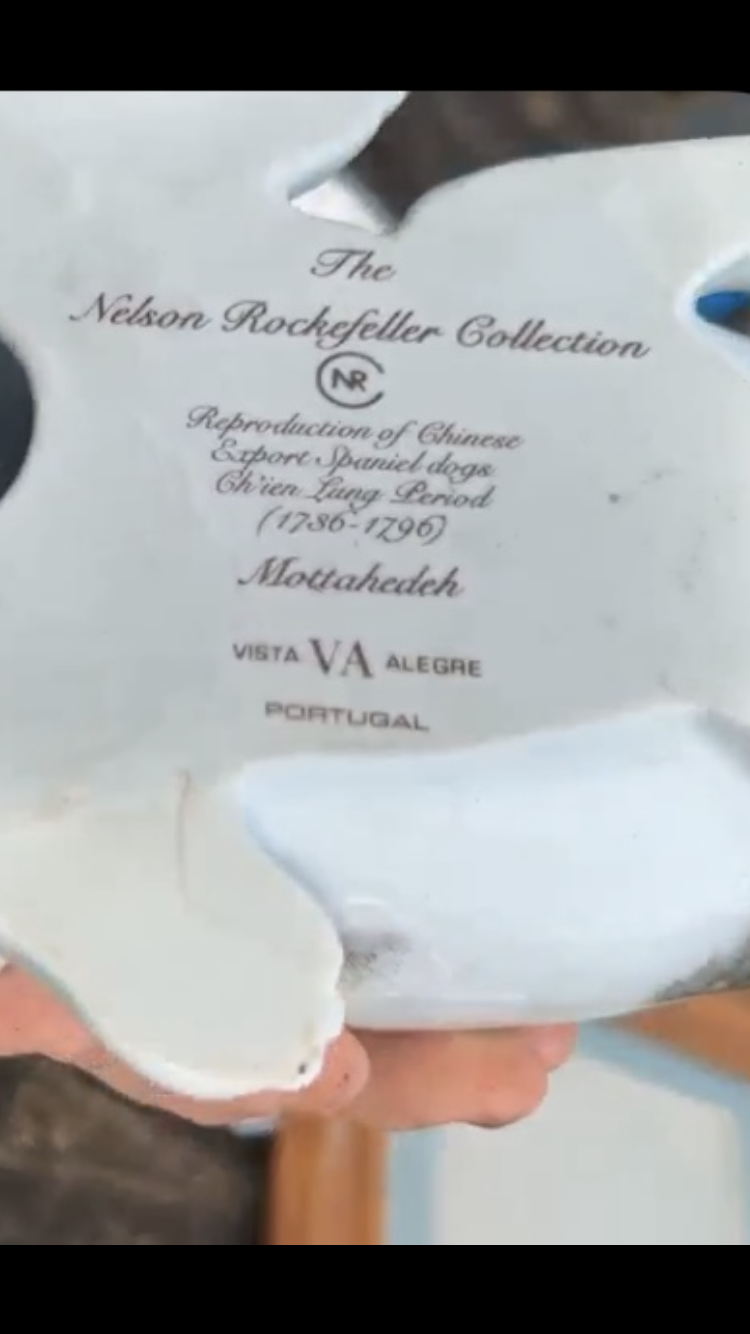 The
Nelson Rockefeller Collection
NR
Reproduction of Chinese
Export Spaniel dogs
Ch'ien Lung Period
(1736-1796)
Mottahedeh
VISTA VA ALEGRE
PORTUGAL